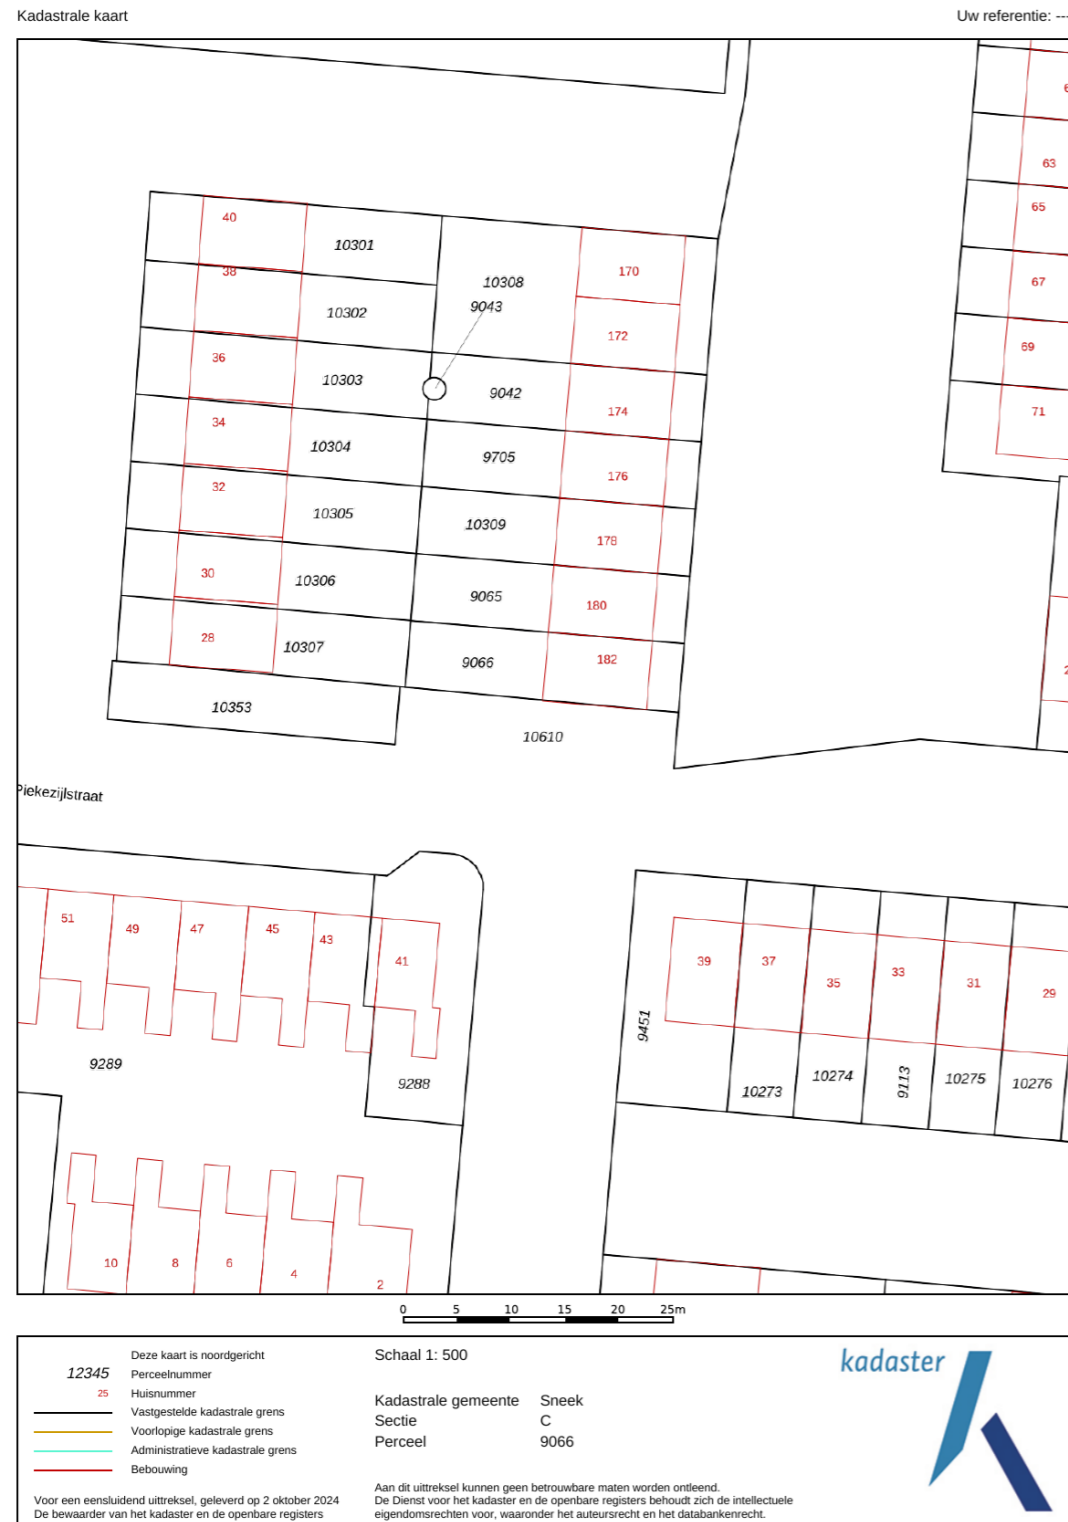 Kadastrale kaart
Uw referentie: ---
40
10301
38
10302
36
10303
34
10304
32
10305
30
10306
28
10307
10353
10308
9043
170
172
9042
174
9705
176
10309
178
9065
180
9066
182
10610
63
65
67
69
71
Piekezijlstraat
51
49
47
45
43
41
9289
9288
39
37
35
33
31
29
9451
10273
10274
9113
10275
10276
10
8
6
4
2
0 5 10 15 20 25m
Deze kaart is noordgericht
12345 Perceelnummer
25 Huisnummer
Vastgestelde kadastrale grens
Voorlopige kadastrale grens
Administratieve kadastrale grens
Bebouwing
Voor een eensluidend uittreksel, geleverd op 2 oktober 2024
De bewaarder van het kadaster en de openbare registers
Schaal 1: 500
Kadastrale gemeente Sneek
Sectie C
Perceel 9066
Aan dit uittreksel kunnen geen betrouwbare maten worden ontleend.
De Dienst voor het kadaster en de openbare registers behoudt zich de intellectuele
eigendomsrechten voor, waaronder het auteursrecht en het databankenrecht.
kadaster